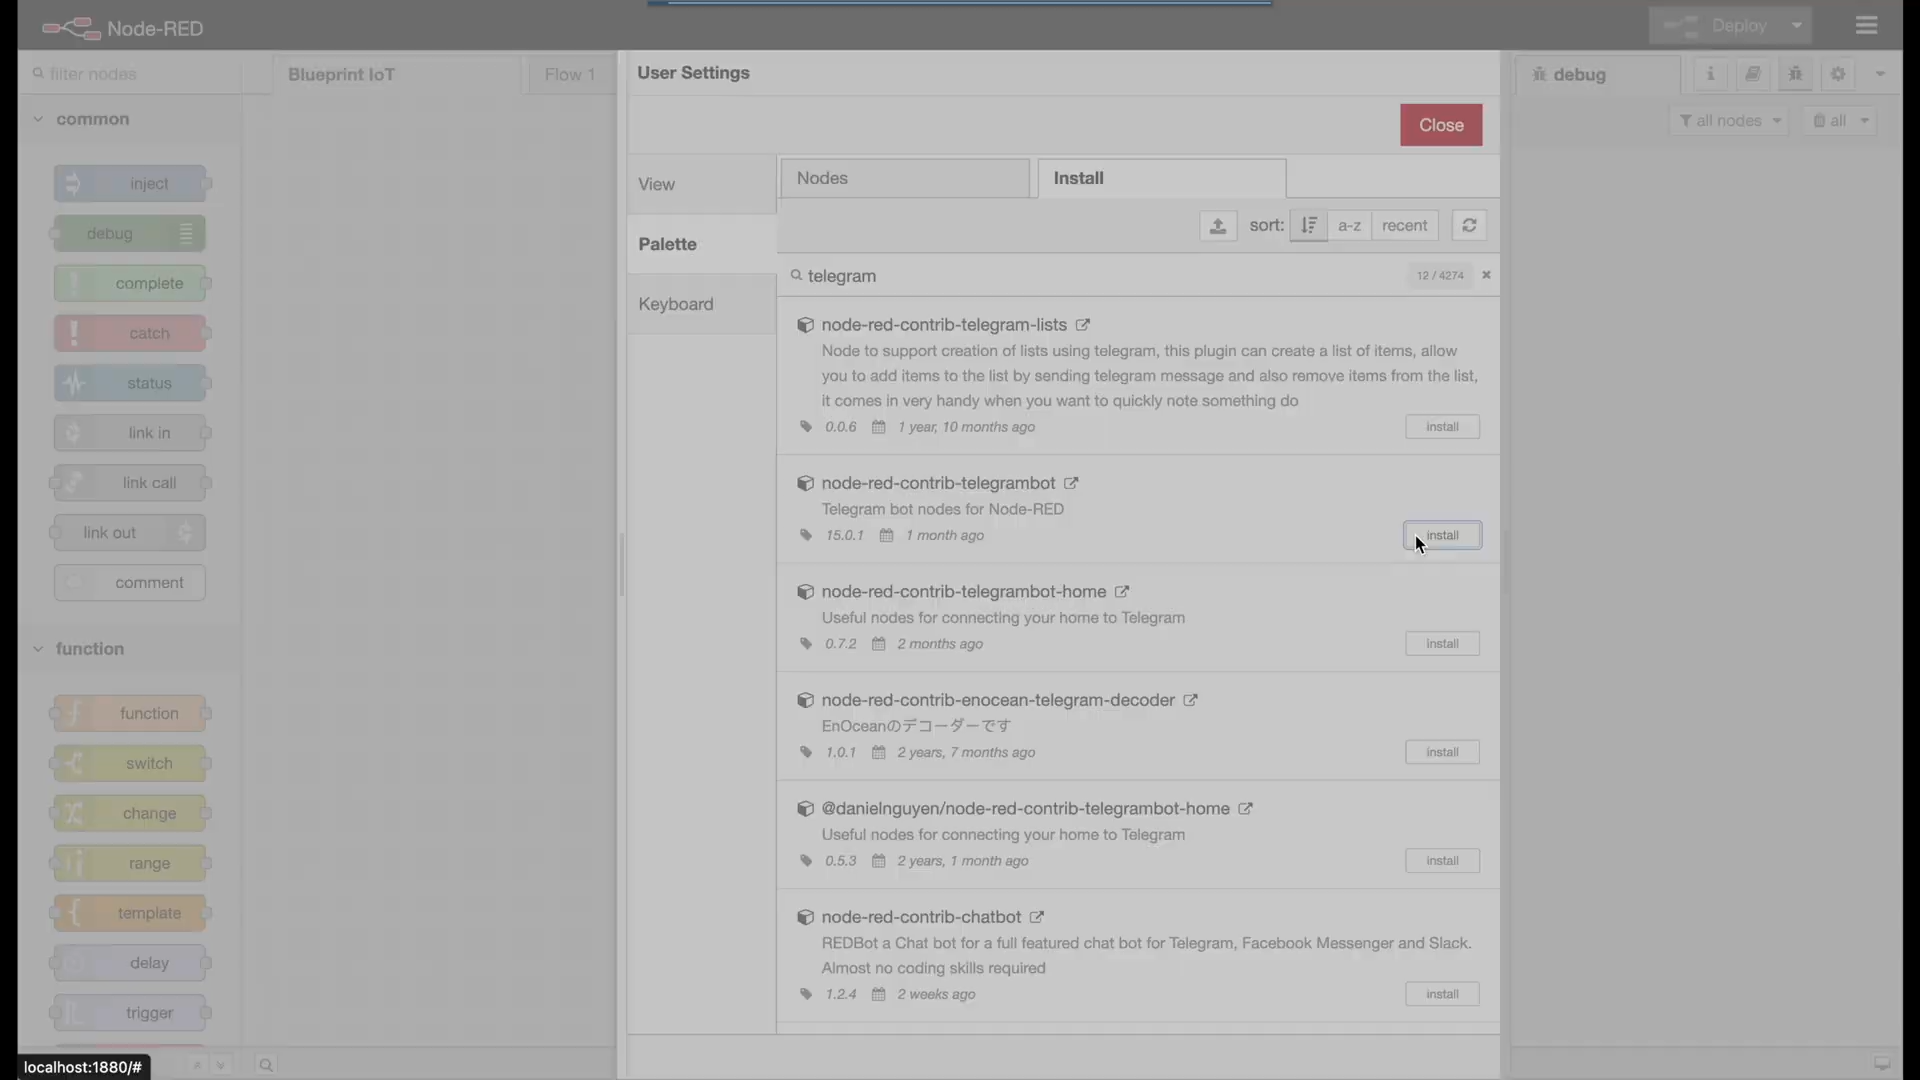 Node-RED
Deploy
filter nodes
Blueprint IoT
Flow 1
User Settings
debug
Close
all nodes
all
common
inject
debug
complete
catch
status
link in
link call
link out
comment
function
function
switch
change
range
template
delay
trigger
View
Palette
Keyboard
Nodes
Install
sort:
a-z
recent
telegram
12 / 4274
node-red-contrib-telegram-lists
Node to support creation of lists using telegram, this plugin can create a list of items, allow
you to add items to the list by sending telegram message and also remove items from the list,
it comes in very handy when you want to quickly note something do
0.0.6 1 year, 10 months ago
install
node-red-contrib-telegrambot
Telegram bot nodes for Node-RED
15.0.1 1 month ago
install
node-red-contrib-telegrambot-home
Useful nodes for connecting your home to Telegram
0.7.2 2 months ago
install
node-red-contrib-enocean-telegram-decoder
EnOceanのデコーダーです
1.0.1 2 years, 7 months ago
install
@danielnguyen/node-red-contrib-telegrambot-home
Useful nodes for connecting your home to Telegram
0.5.3 2 years, 1 month ago
install
node-red-contrib-chatbot
REDBot a Chat bot for a full featured chat bot for Telegram, Facebook Messenger and Slack.
Almost no coding skills required
1.2.4 2 weeks ago
install
localhost:1880/#